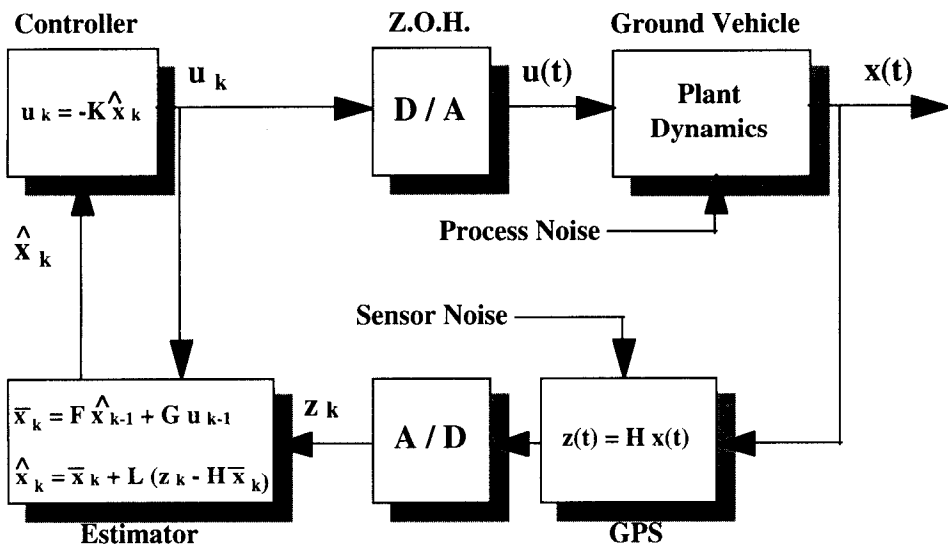 Controller
Z.O.H.
Ground Vehicle
u k = -K x̂ k
u k
D / A
u(t)
Plant
Dynamics
x(t)
x̂ k
Process Noise
Sensor Noise
x̄ k = F x̂ k-1 + G u k-1
x̂ k = x̄ k + L (z k - H x̄ k)
z k
A / D
z(t) = H x(t)
Estimator
GPS